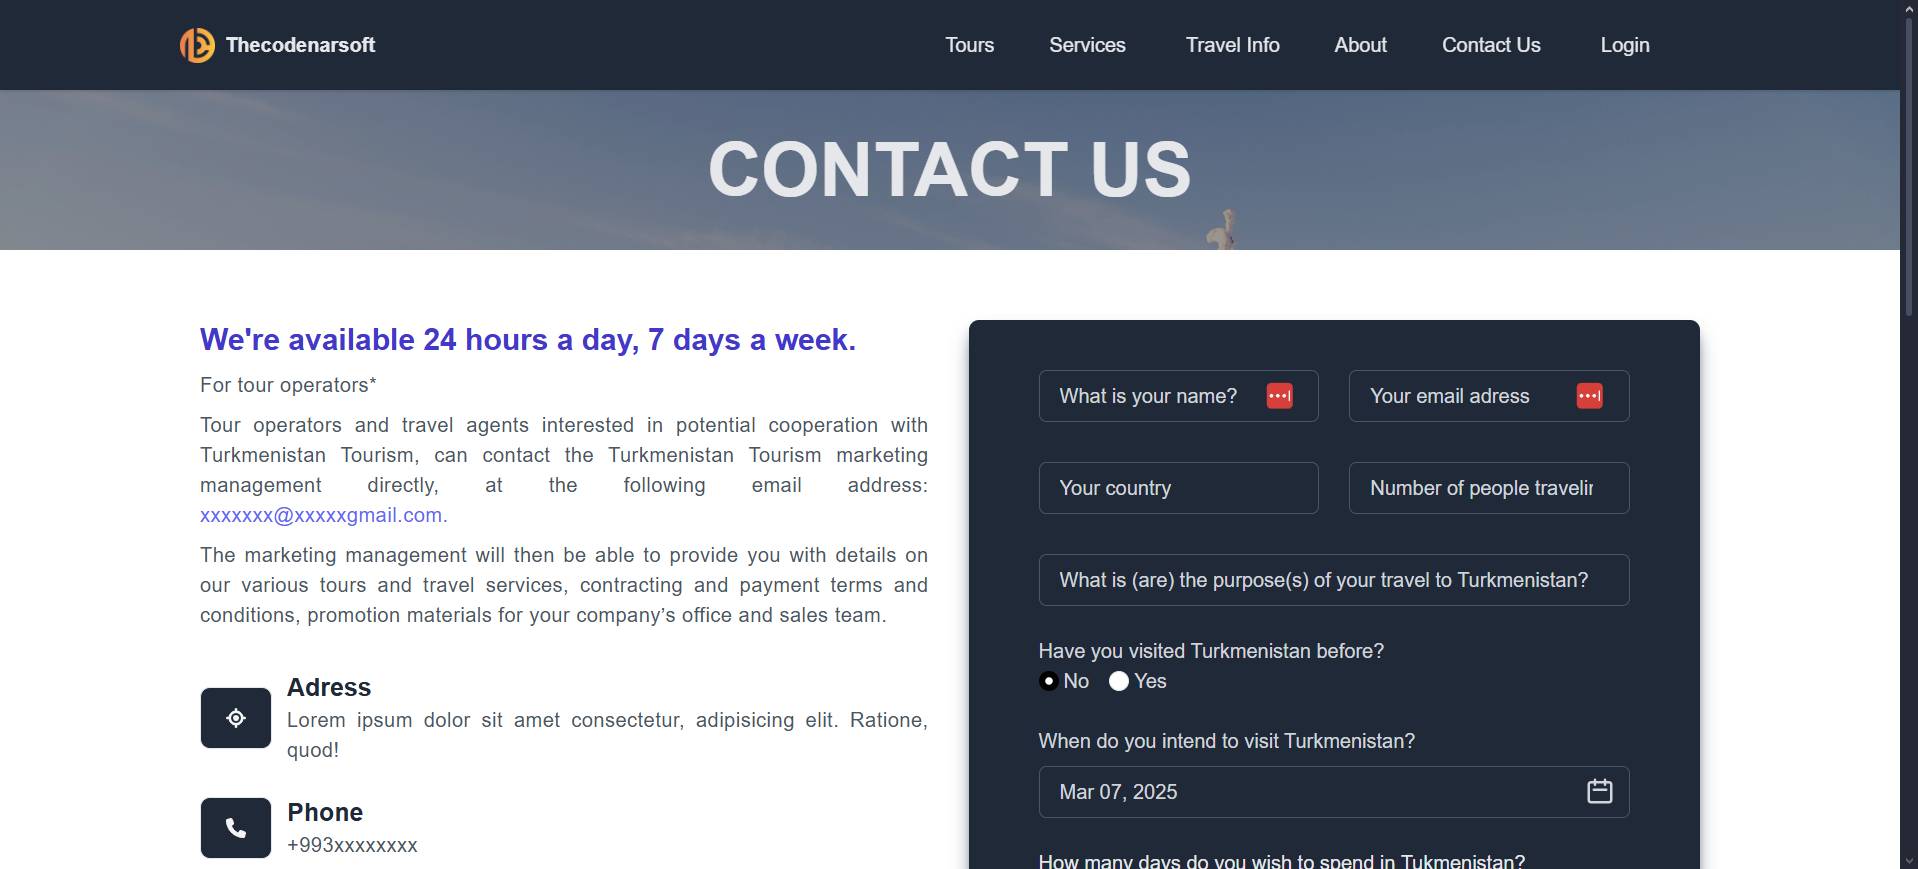 Thecodenarsoft
Tours
Services
Travel Info
About
Contact Us
Login
CONTACT US
We're available 24 hours a day, 7 days a week.
For tour operators*
Tour operators and travel agents interested in potential cooperation with
Turkmenistan Tourism, can contact the Turkmenistan Tourism marketing
management directly, at the following email address:
xxxxxxx@xxxxxgmail.com.
The marketing management will then be able to provide you with details on
our various tours and travel services, contracting and payment terms and
conditions, promotion materials for your company’s office and sales team.
Adress
Lorem ipsum dolor sit amet consectetur, adipisicing elit. Ratione,
quod!
Phone
+993xxxxxxxx
What is your name?
Your email adress
Your country
Number of people travelin
What is (are) the purpose(s) of your travel to Turkmenistan?
Have you visited Turkmenistan before?
No
Yes
When do you intend to visit Turkmenistan?
Mar 07, 2025
How many days do you wish to spend in Tukmenistan?